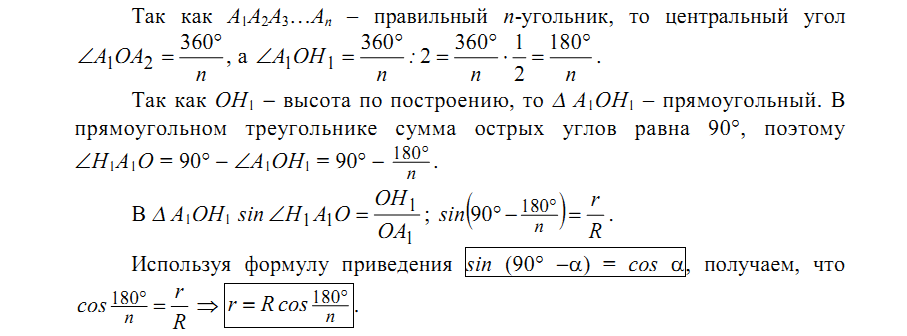 Так как A₁A₂A₃…Aₙ – правильный n-угольник, то центральный угол
∠A₁OA₂ = 360°/n, а ∠A₁OH₁ = 360°/n : 2 = 360°/n · 1/2 = 180°/n.
Так как OH₁ – высота по построению, то Δ A₁OH₁ – прямоугольный. В
прямоугольном треугольнике сумма острых углов равна 90°, поэтому
∠H₁A₁O = 90° – ∠A₁OH₁ = 90° – 180°/n.
В Δ A₁OH₁ sin ∠H₁A₁O = OH₁/OA₁; sin(90° – 180°/n) = r/R.
Используя формулу приведения sin (90° –α) = cos α, получаем, что
cos 180°/n = r/R ⇒ r = R cos 180°/n.